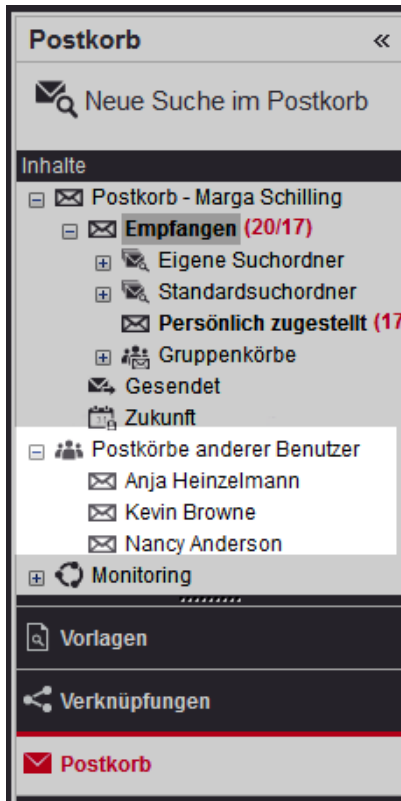 Postkorb «
Neue Suche im Postkorb
Inhalte
Postkorb - Marga Schilling
Empfangen (20/17)
Eigene Suchordner
Standardsuchordner
Persönlich zugestellt (17
Gruppenkörbe
Gesendet
Zukunft
Postkörbe anderer Benutzer
Anja Heinzelmann
Kevin Browne
Nancy Anderson
Monitoring
Vorlagen
Verknüpfungen
Postkorb